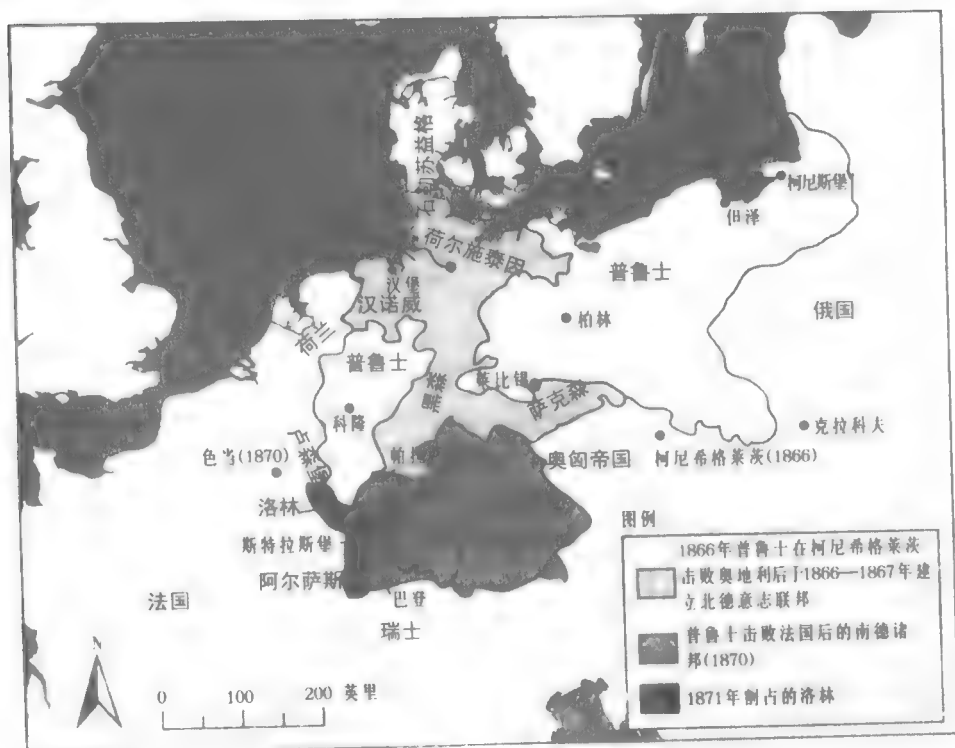 石勒苏益格
柯尼斯堡
但泽
荷尔施泰因
普鲁士
汉堡
汉诺威
俄国
柏林
荷兰
普鲁士
莱比锡
黑森
萨克森
科隆
克拉科夫
色当(1870)
卢森堡
奥匈帝国
柯尼希格莱茨(1866)
洛林
斯特拉斯堡
阿尔萨斯
法国
巴登
瑞士
N
0 100 200 英里
图例
1866年普鲁士在柯尼希格莱茨
击败奥地利后于1866—1867年建
立北德意志联邦
普鲁士击败法国后的南德诸
邦(1870)
1871年割占的洛林